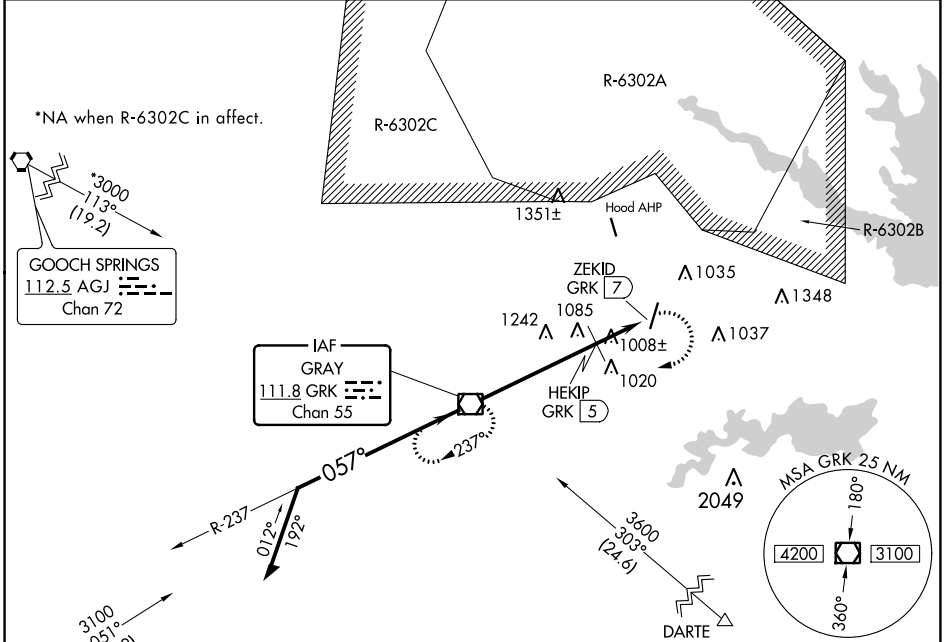 R-6302A
*NA when R-6302C in affect.
R-6302C
*3000
113°
(19.2)
1351±
Hood AHP
R-6302B
GOOCH SPRINGS
112.5 AGJ
Chan 72
ZEKID
GRK 7
1035
1348
1242
1085
1037
1008±
1020
IAF
GRAY
111.8 GRK
Chan 55
HEKIP
GRK 5
057°
237°
R-237
012°
192°
2049
MSA GRK 25 NM
180°
4200
3100
360°
3600
303°
(24.6)
DARTE
3100
051°